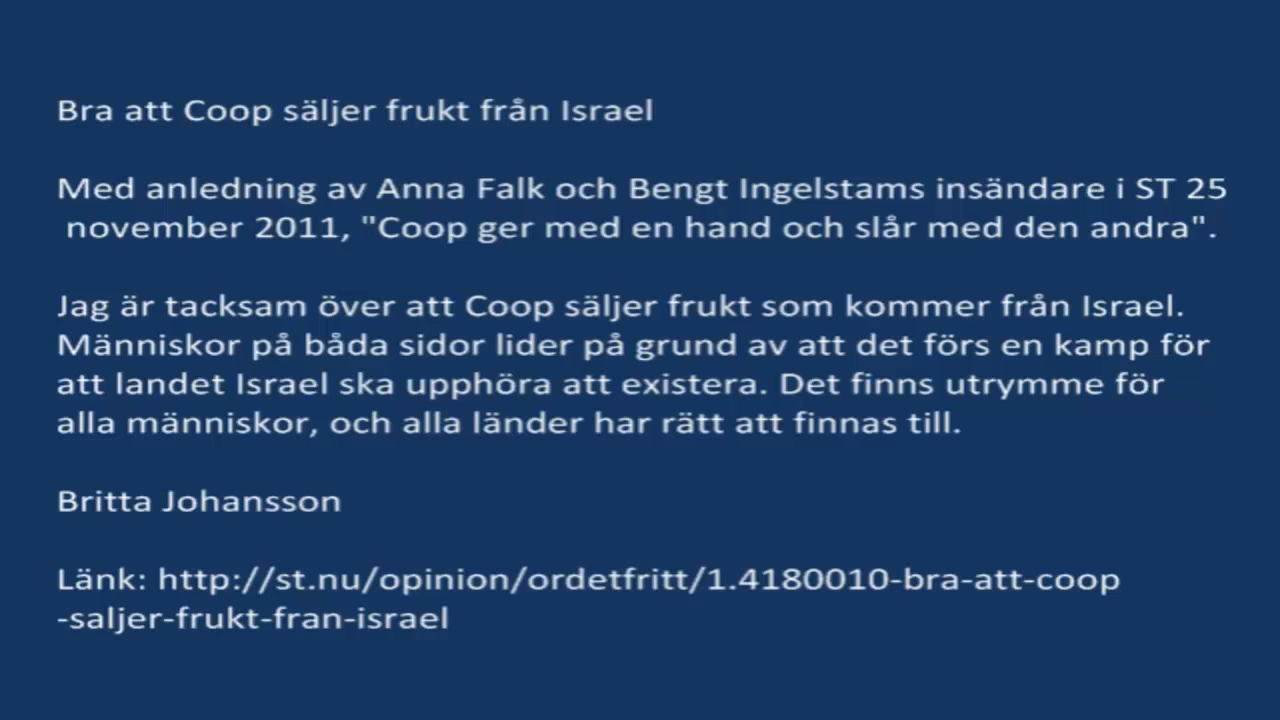 Bra att Coop säljer frukt från Israel
Med anledning av Anna Falk och Bengt Ingelstams insändare i ST 25
november 2011, "Coop ger med en hand och slår med den andra".
Jag är tacksam över att Coop säljer frukt som kommer från Israel.
Människor på båda sidor lider på grund av att det förs en kamp för
att landet Israel ska upphöra att existera. Det finns utrymme för
alla människor, och alla länder har rätt att finnas till.
Britta Johansson
Länk: http://st.nu/opinion/ordetfritt/1.4180010-bra-att-coop
-saljer-frukt-fran-israel